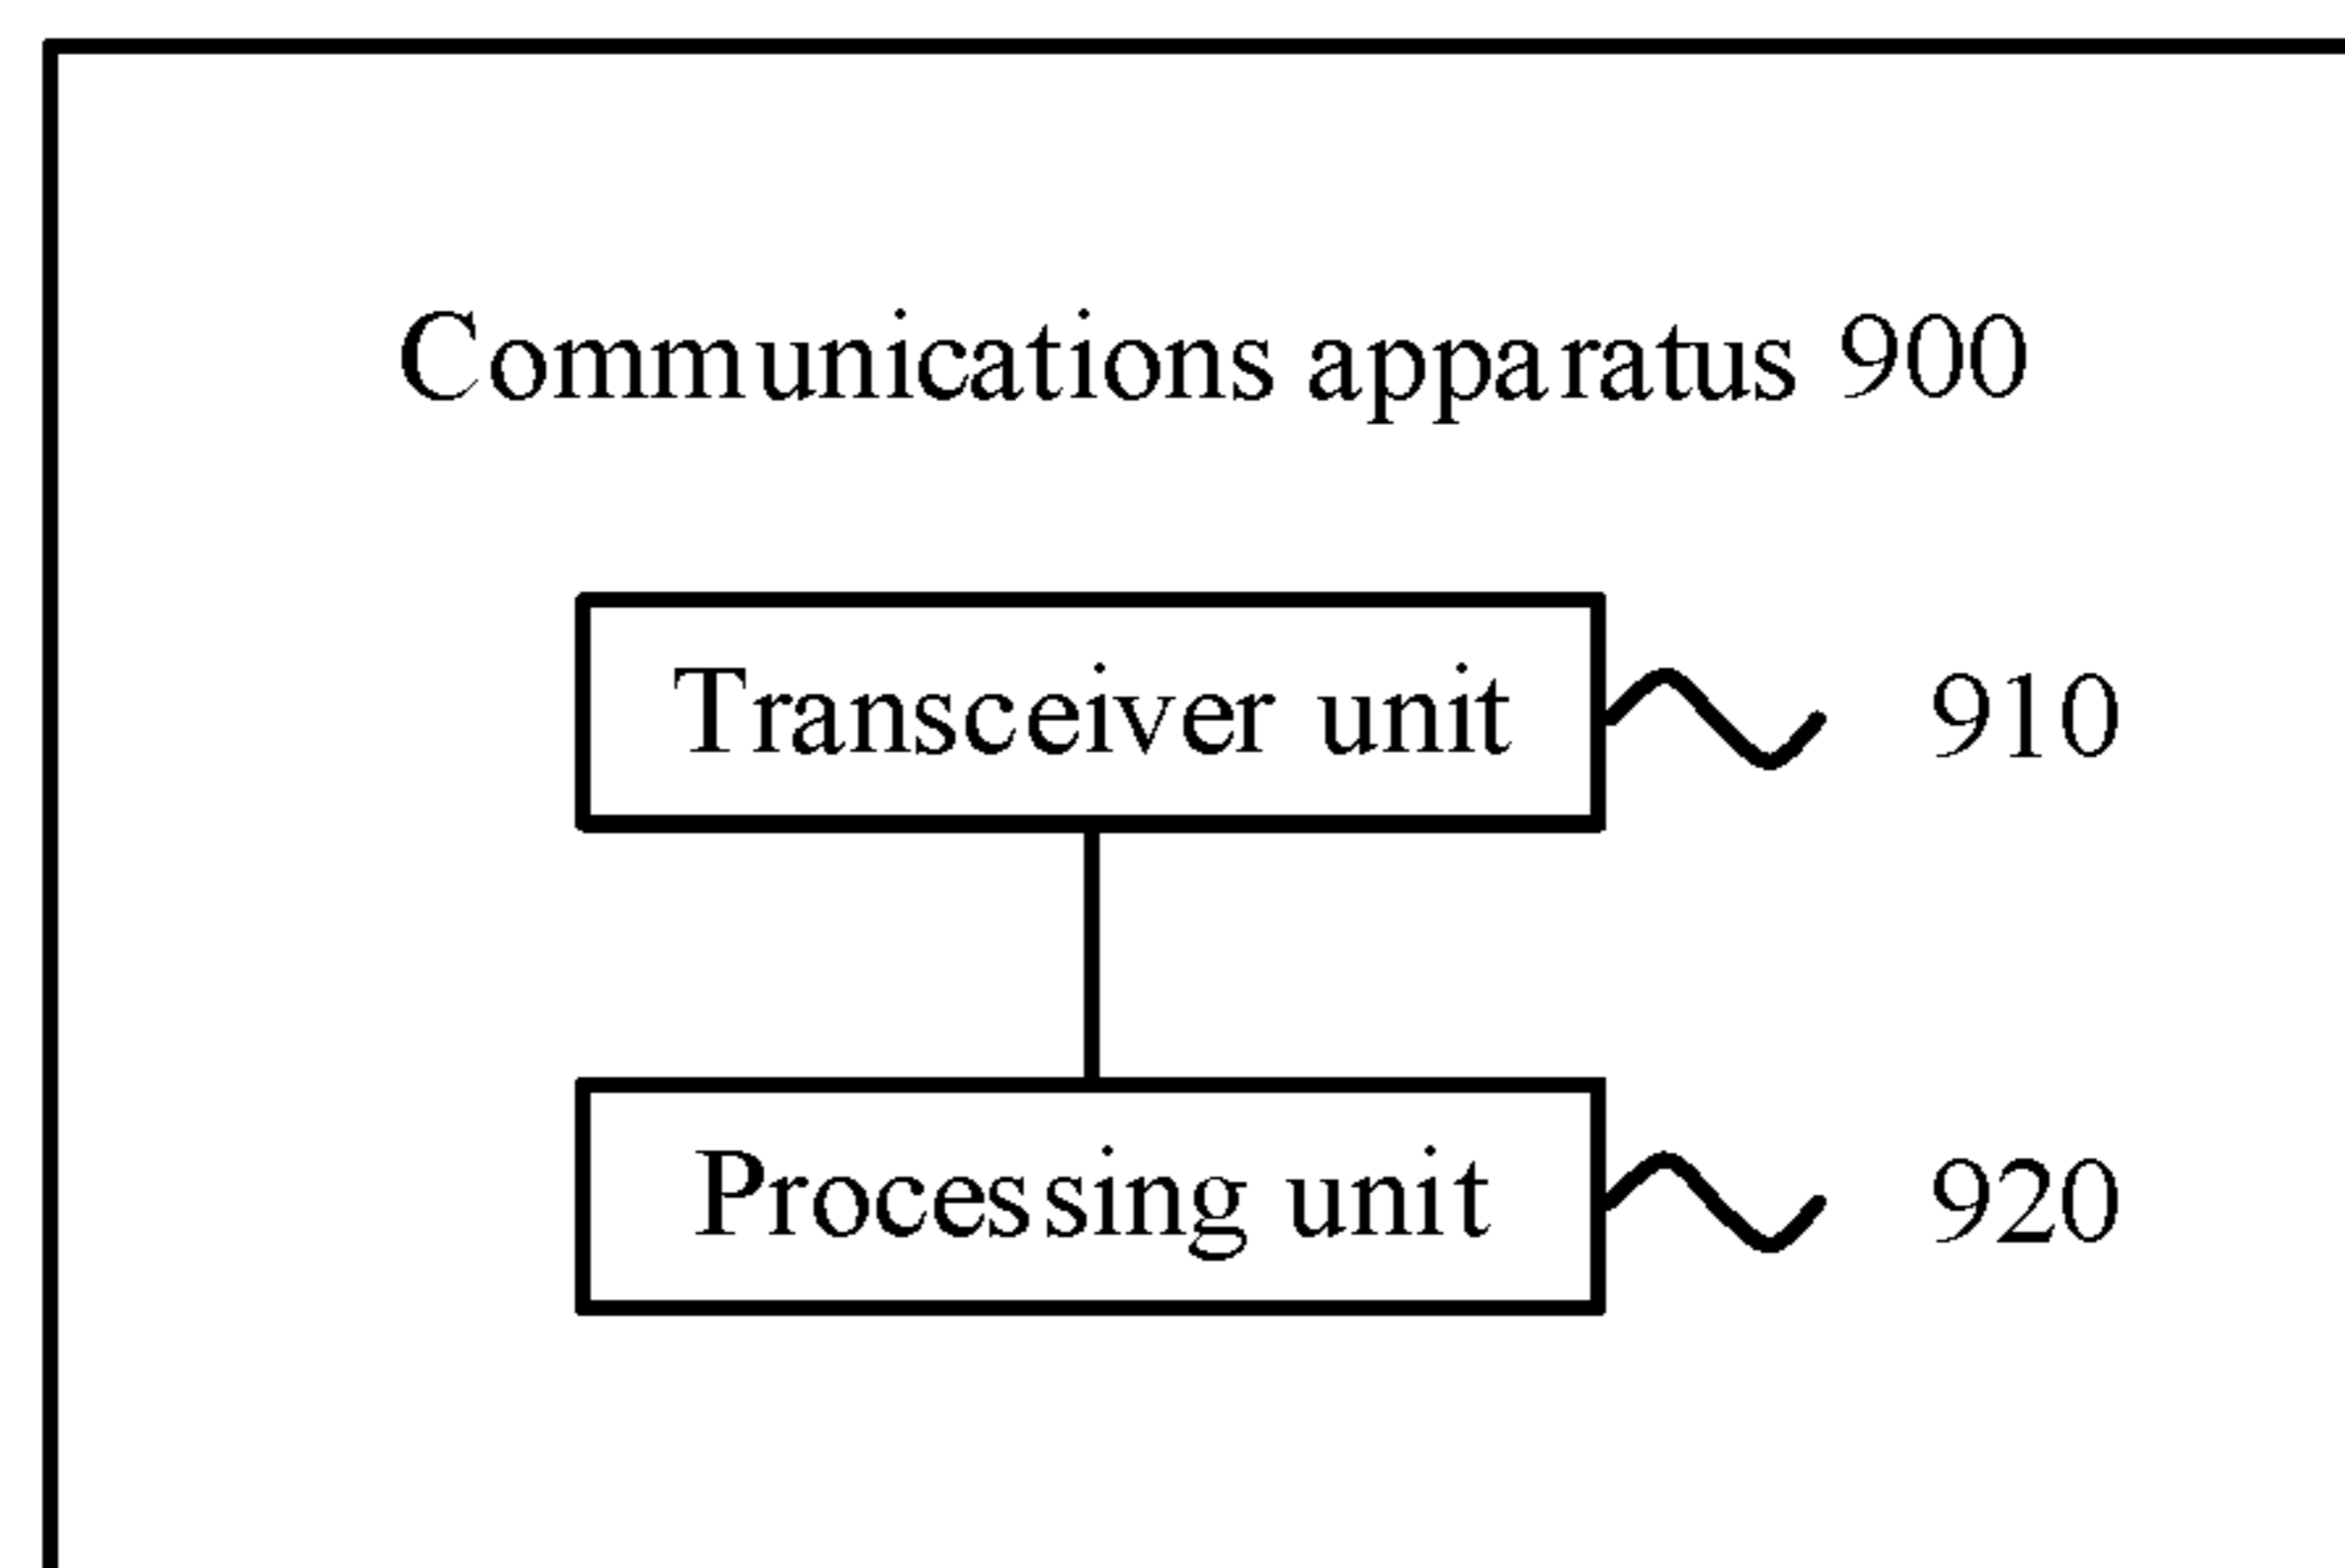 Communications apparatus 900
Transceiver unit 910
Processing unit 920